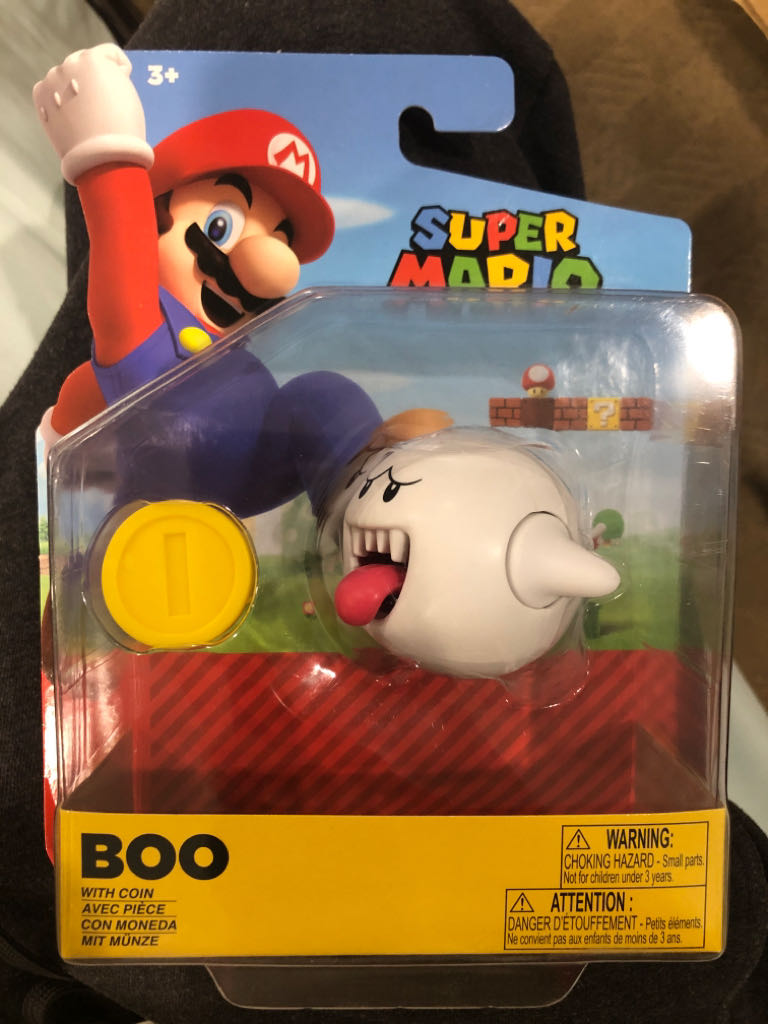 3+
M
SUPER
MARIO
?
BOO
WITH COIN
AVEC PIÈCE
CON MONEDA
MIT MÜNZE
WARNING:
CHOKING HAZARD - Small parts.
Not for children under 3 years.
ATTENTION :
DANGER D'ÉTOUFFEMENT - Petits éléments.
Ne convient pas aux enfants de moins de 3 ans.